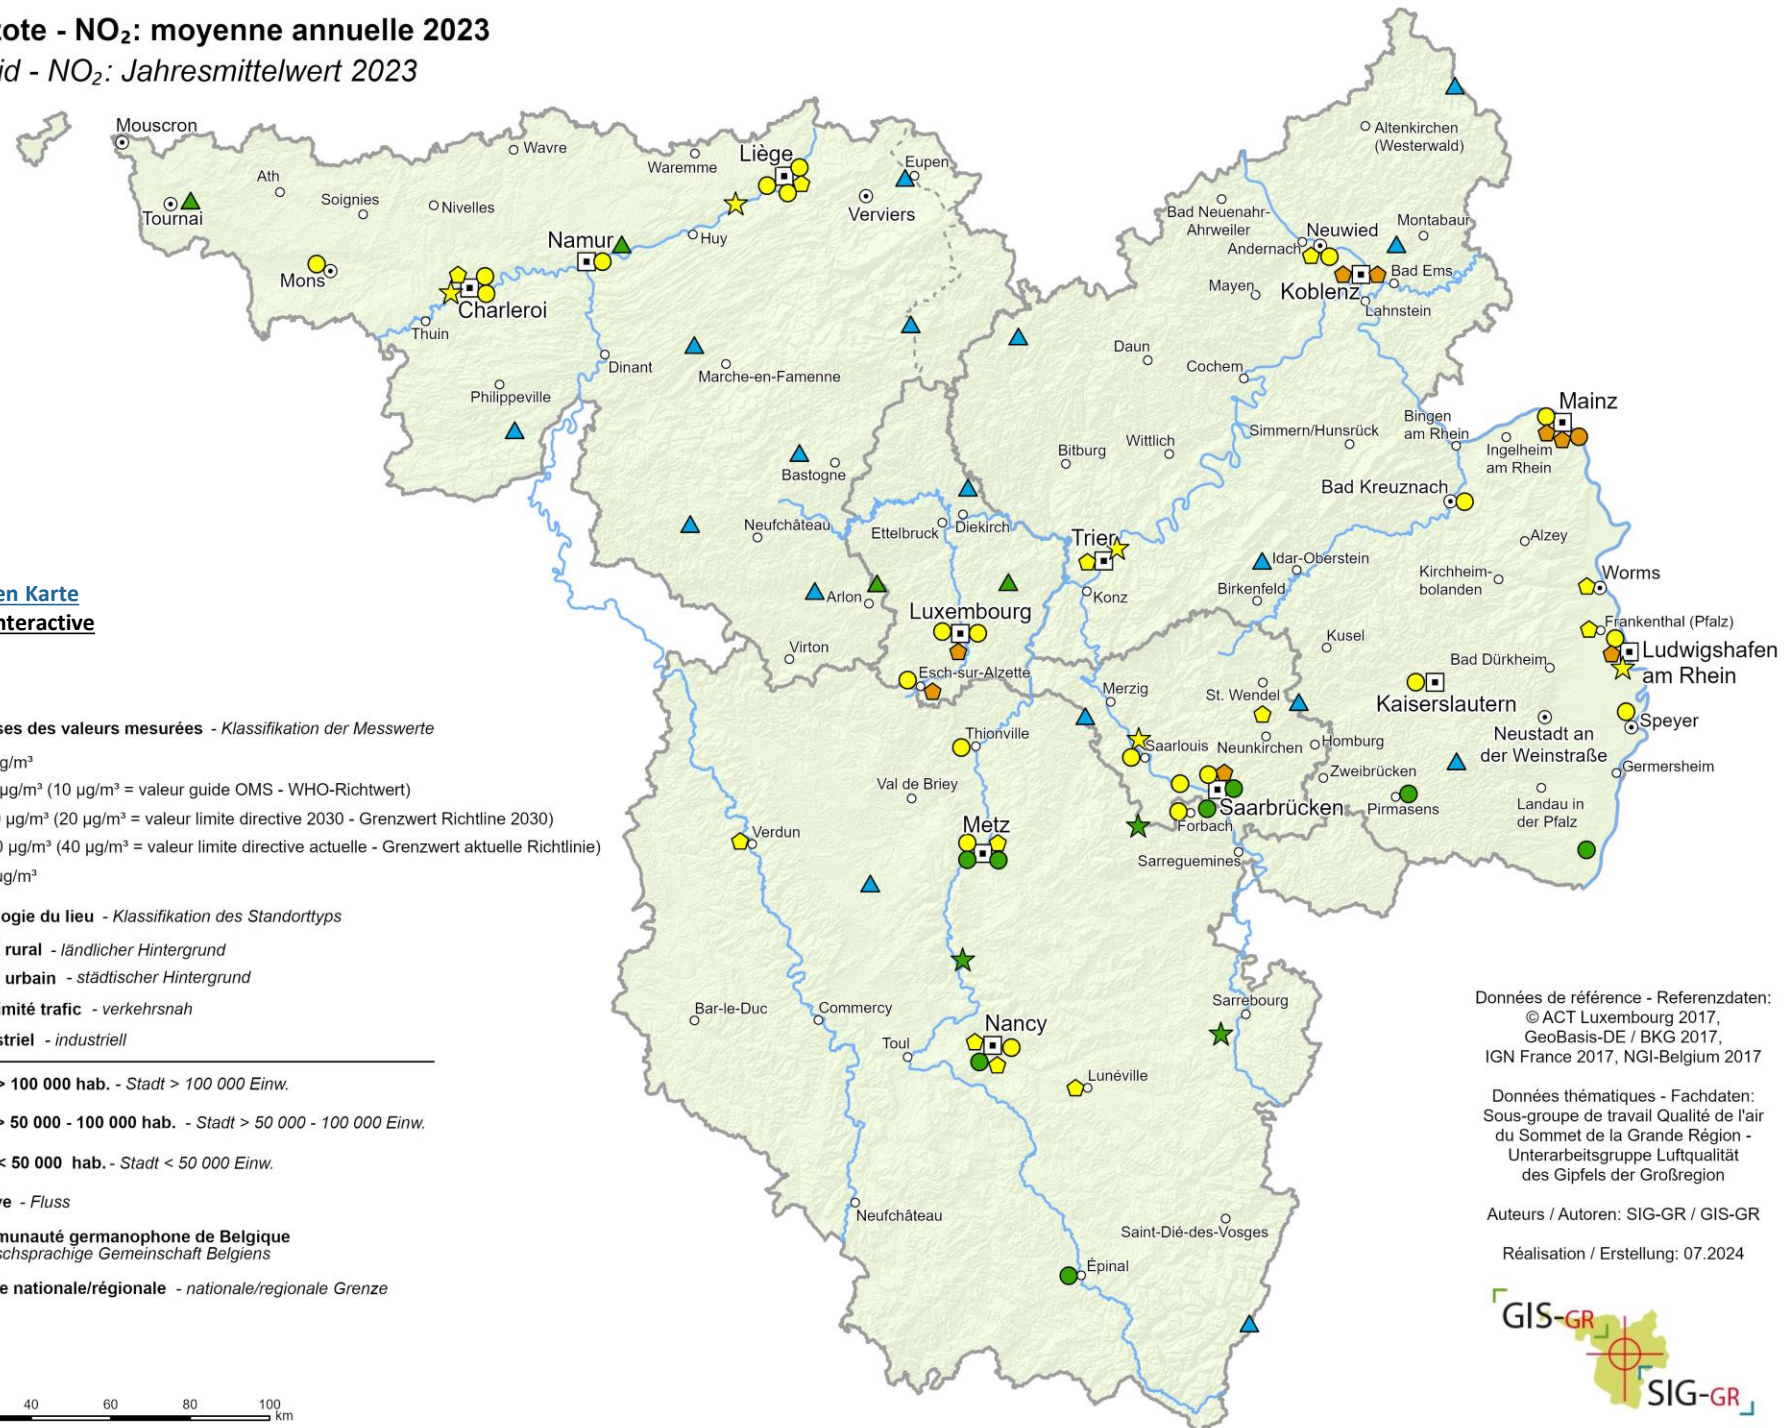 ote - NO₂: moyenne annuelle 2023
id - NO₂: Jahresmittelwert 2023
Mouscron
Wavre
Waremme
Liège
Eupen
Ath
Tournai
Soignies
Nivelles
Verviers
Huy
Namur
Mons
Charleroi
Thuin
Dinant
Marche-en-Famenne
Philippeville
Altenkirchen
(Westerwald)
Bad Neuenahr-
Ahrweiler
Neuwied
Montabaur
Andernach
Bad Ems
Mayen
Koblenz
Lahnstein
Daun
Cochem
Mainz
Bingen
am Rhein
Simmern/Hunsrück
Ingelheim
am Rhein
Wittlich
Bitburg
Bastogne
Bad Kreuznach
Neufchâteau
Ettelbruck
Diekirch
Trier
Alzey
Idar-Oberstein
Kirchheim-
bolanden
Worms
Birkenfeld
Arlon
Konz
Luxembourg
Frankenthal (Pfalz)
Kusel
Virton
Ludwigshafen
am Rhein
Bad Dürkheim
Esch-sur-Alzette
Merzig
St. Wendel
Kaiserslautern
Speyer
Neustadt an
der Weinstraße
Thionville
Saarlouis
Neunkirchen
Homburg
Germersheim
Zweibrücken
Val de Briey
Pirmasens
Landau in
der Pfalz
Saarbrücken
Forbach
Metz
Verdun
Sarreguemines
Bar-le-Duc
Commercy
Sarrebourg
Nancy
Toul
Lunéville
Neufchâteau
Saint-Dié-des-Vosges
Épinal
en Karte
nteractive
ses des valeurs mesurées - Klassifikation der Messwerte
g/m³
µg/m³ (10 µg/m³ = valeur guide OMS - WHO-Richtwert)
µg/m³ (20 µg/m³ = valeur limite directive 2030 - Grenzwert Richtline 2030)
0 µg/m³ (40 µg/m³ = valeur limite directive actuelle - Grenzwert aktuelle Richtlinie)
µg/m³
logie du lieu - Klassifikation des Standorttyps
rural - ländlicher Hintergrund
urbain - städtischer Hintergrund
imité trafic - verkehrsnah
striel - industriell
> 100 000 hab. - Stadt > 100 000 Einw.
> 50 000 - 100 000 hab. - Stadt > 50 000 - 100 000 Einw.
< 50 000 hab. - Stadt < 50 000 Einw.
ve - Fluss
munauté germanophone de Belgique
schsprachige Gemeinschaft Belgiens
e nationale/régionale - nationale/regionale Grenze
40 60 80 100
km
Données de référence - Referenzdaten:
© ACT Luxembourg 2017,
GeoBasis-DE / BKG 2017,
IGN France 2017, NGI-Belgium 2017
Données thématiques - Fachdaten:
Sous-groupe de travail Qualité de l'air
du Sommet de la Grande Région -
Unterarbeitsgruppe Luftqualität
des Gipfels der Großregion
Auteurs / Autoren: SIG-GR / GIS-GR
Réalisation / Erstellung: 07.2024
GIS-GR
SIG-GR